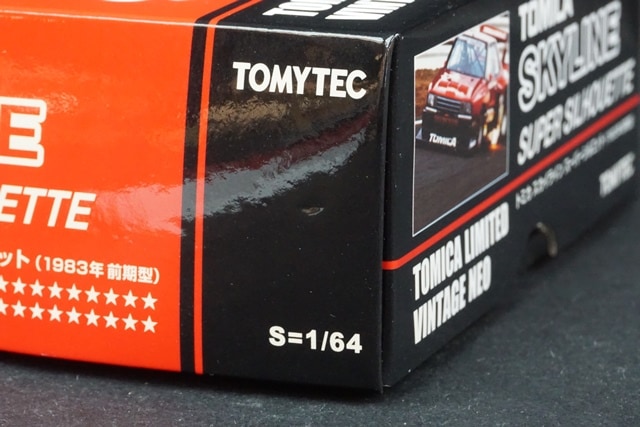 TOMYTEC
E
ETTE
ット（1983年前期型）
S=1/64
TOMICA
SKYLINE
SUPER SILHOUETTE
TOMYTEC
TOMICA
TOMICA LIMITED
VINTAGE NEO